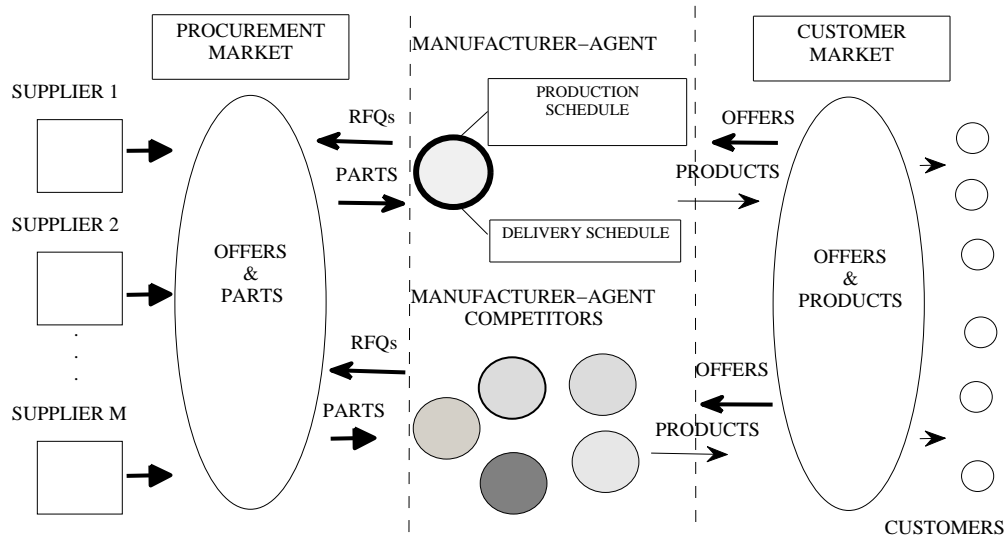 PROCUREMENT
MARKET
MANUFACTURER−AGENT
CUSTOMER
MARKET
SUPPLIER 1
PRODUCTION
SCHEDULE
RFQs
OFFERS
PARTS
PRODUCTS
SUPPLIER 2
DELIVERY SCHEDULE
OFFERS
&
PARTS
OFFERS
&
PRODUCTS
MANUFACTURER−AGENT
COMPETITORS
RFQs
OFFERS
SUPPLIER M
PARTS
PRODUCTS
CUSTOMERS